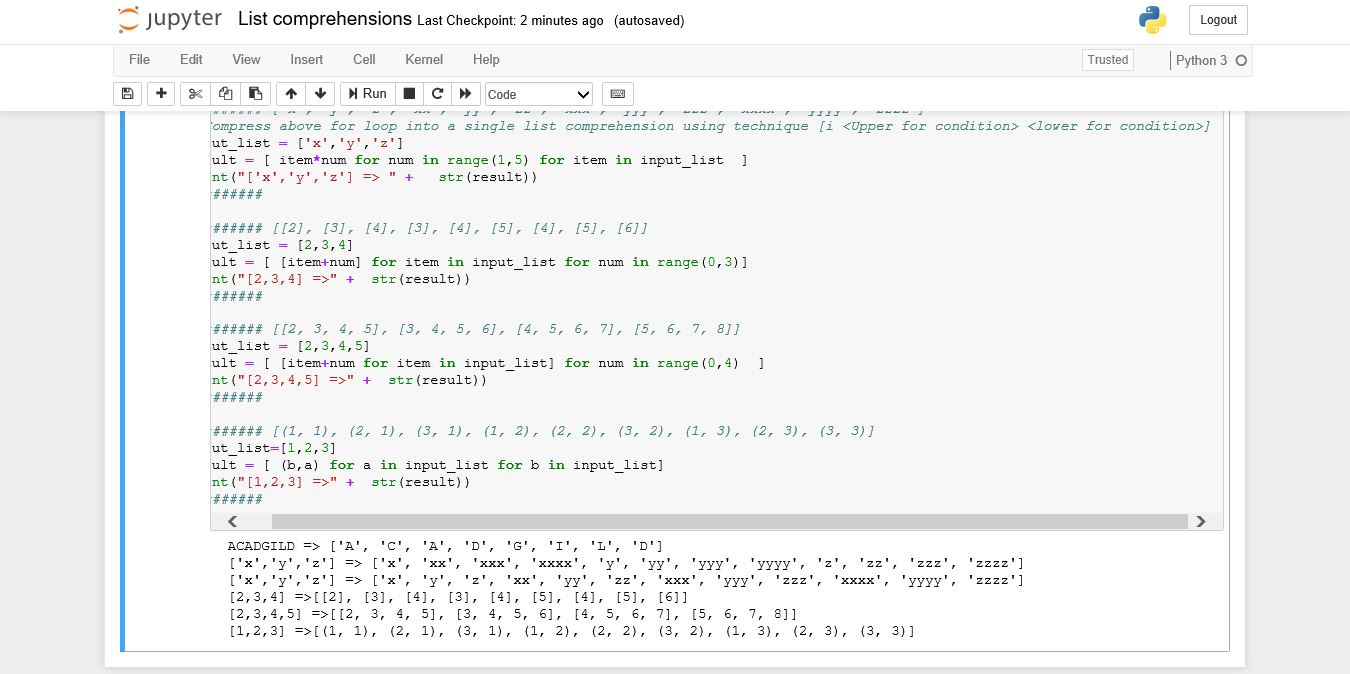 jupyter List comprehensions Last Checkpoint: 2 minutes ago (autosaved)
Logout
File Edit View Insert Cell Kernel Help
Trusted Python 3
Run Code
ompress above for loop into a single list comprehension using technique [i <Upper for condition> <lower for condition>]
ut_list = ['x','y','z']
ult = [ item*num for num in range(1,5) for item in input_list  ]
nt("['x','y','z'] => " +   str(result))
######
###### [[2], [3], [4], [3], [4], [5], [4], [5], [6]]
ut_list = [2,3,4]
ult = [ [item+num] for item in input_list for num in range(0,3)]
nt("[2,3,4] =>" +  str(result))
######
###### [[2, 3, 4, 5], [3, 4, 5, 6], [4, 5, 6, 7], [5, 6, 7, 8]]
ut_list = [2,3,4,5]
ult = [ [item+num for item in input_list] for num in range(0,4)  ]
nt("[2,3,4,5] =>" +  str(result))
######
###### [(1, 1), (2, 1), (3, 1), (1, 2), (2, 2), (3, 2), (1, 3), (2, 3), (3, 3)]
ut_list=[1,2,3]
ult = [ (b,a) for a in input_list for b in input_list]
nt("[1,2,3] =>" +  str(result))
######
ACADGILD => ['A', 'C', 'A', 'D', 'G', 'I', 'L', 'D']
['x','y','z'] => ['x', 'xx', 'xxx', 'xxxx', 'y', 'yy', 'yyy', 'yyyy', 'z', 'zz', 'zzz', 'zzzz']
['x','y','z'] => ['x', 'y', 'z', 'xx', 'yy', 'zz', 'xxx', 'yyy', 'zzz', 'xxxx', 'yyyy', 'zzzz']
[2,3,4] =>[[2], [3], [4], [3], [4], [5], [4], [5], [6]]
[2,3,4,5] =>[[2, 3, 4, 5], [3, 4, 5, 6], [4, 5, 6, 7], [5, 6, 7, 8]]
[1,2,3] =>[(1, 1), (2, 1), (3, 1), (1, 2), (2, 2), (3, 2), (1, 3), (2, 3), (3, 3)]